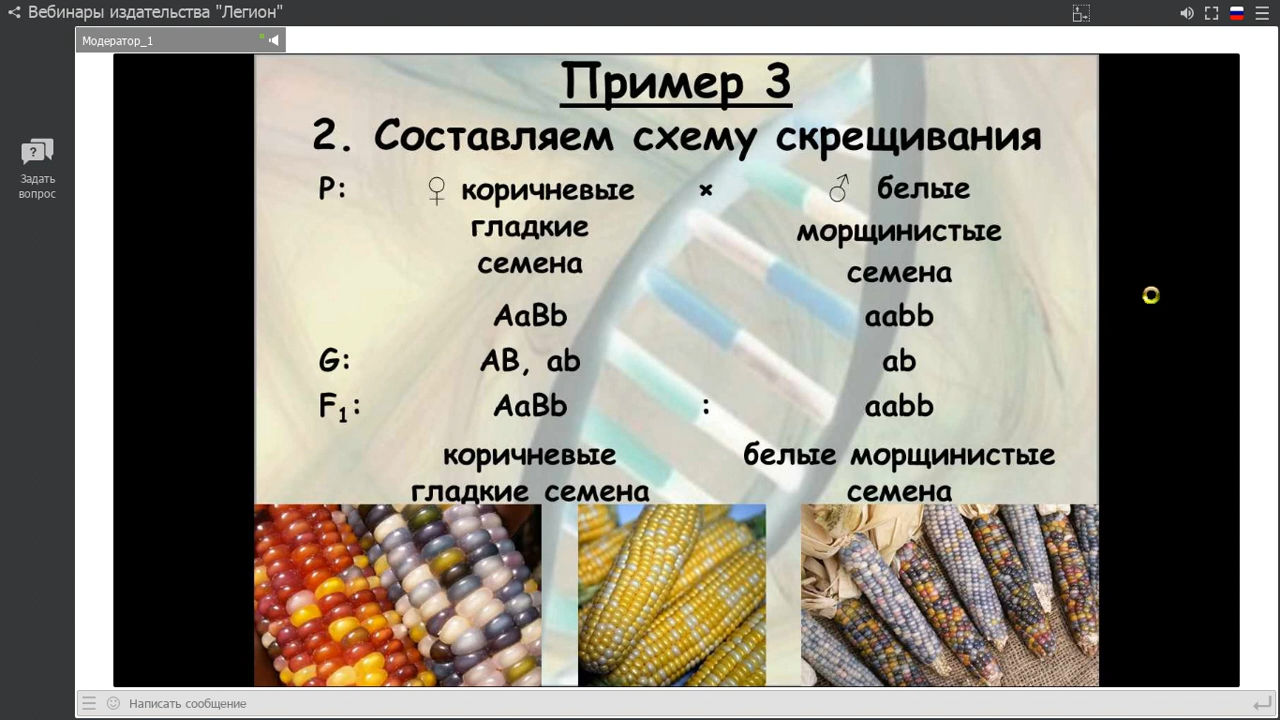 Вебинары издательства "Легион"
Модератор_1
Задать
вопрос
Пример 3
2. Составляем схему скрещивания
P: ♀ коричневые × ♂ белые
гладкие морщинистые
семена семена
AaBb aabb
G: AB, ab ab
F₁: AaBb : aabb
коричневые белые морщинистые
гладкие семена семена
Написать сообщение